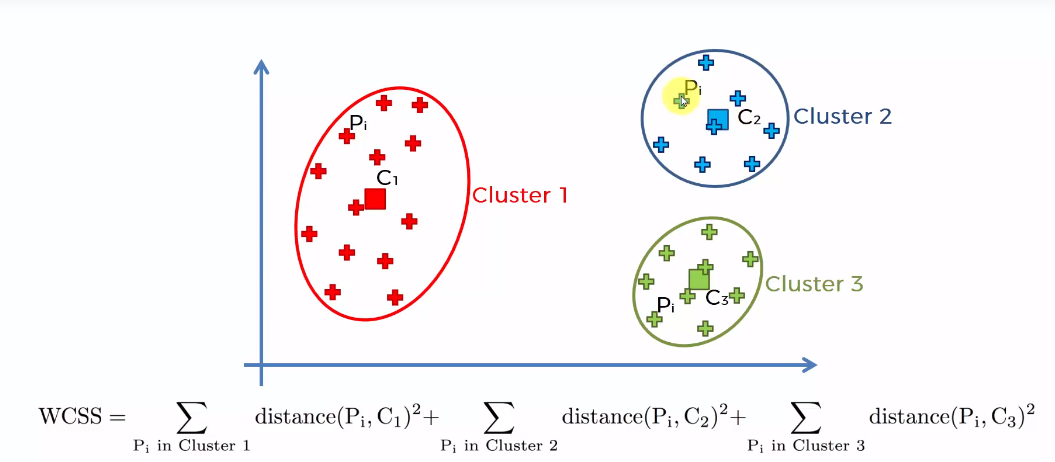 Pᵢ
Pᵢ
C₂
Cluster 2
C₁
Cluster 1
Cluster 3
Pᵢ
C₃
WCSS = ∑ distance(Pᵢ, C₁)² + ∑ distance(Pᵢ, C₂)² + ∑ distance(Pᵢ, C₃)²
Pᵢ in Cluster 1 Pᵢ in Cluster 2 Pᵢ in Cluster 3